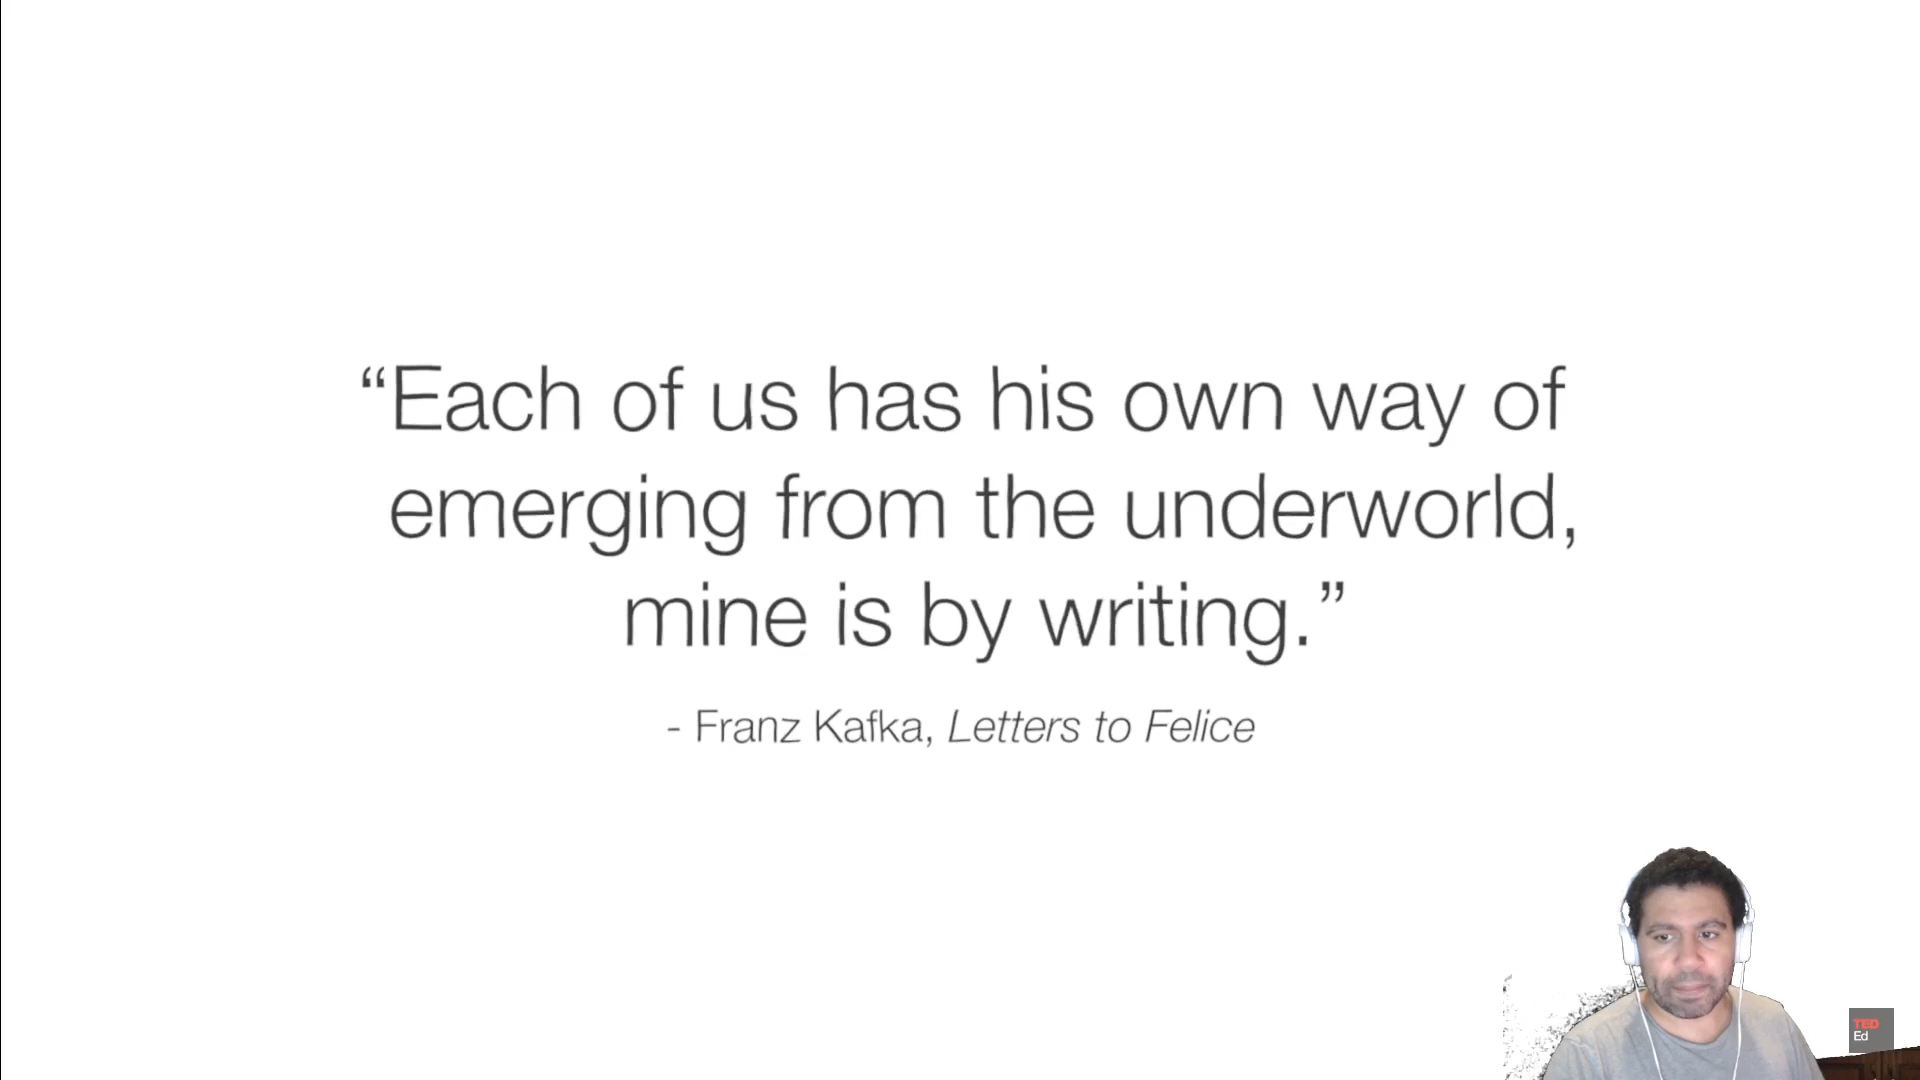 “Each of us has his own way of
emerging from the underworld,
mine is by writing.”
- Franz Kafka, Letters to Felice
TED
Ed